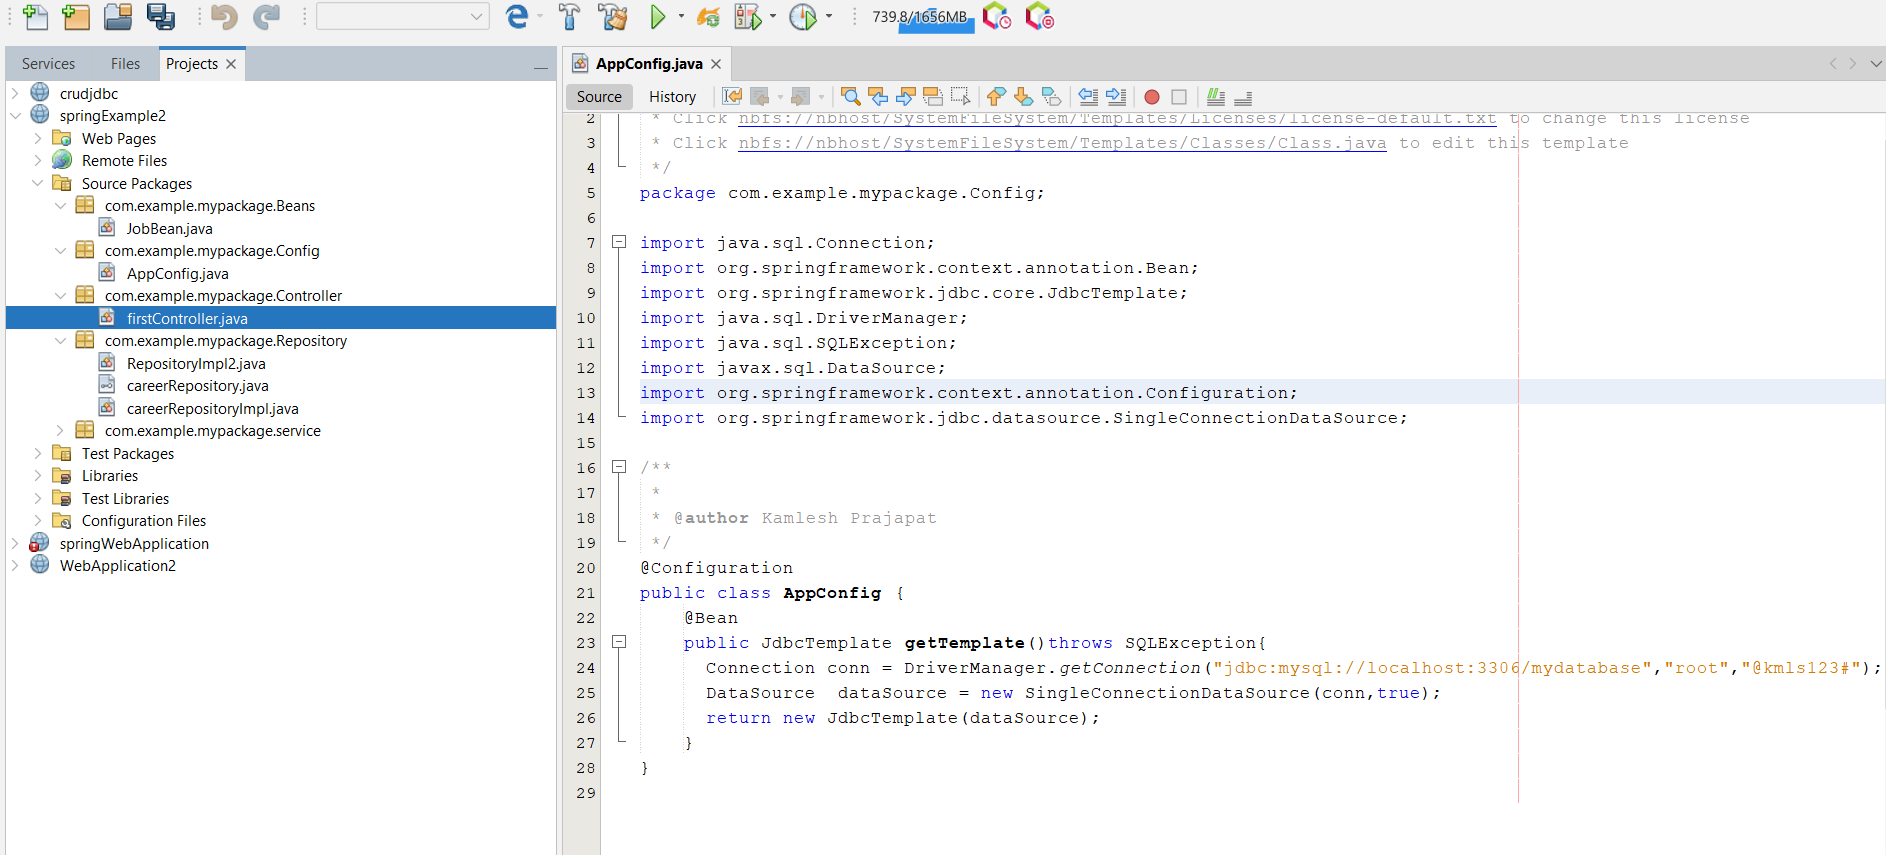 739.8/1656MB
Services Files Projects
crudjdbc
springExample2
Web Pages
Remote Files
Source Packages
com.example.mypackage.Beans
JobBean.java
com.example.mypackage.Config
AppConfig.java
com.example.mypackage.Controller
firstController.java
com.example.mypackage.Repository
RepositoryImpl2.java
careerRepository.java
careerRepositoryImpl.java
com.example.mypackage.service
Test Packages
Libraries
Test Libraries
Configuration Files
springWebApplication
WebApplication2
AppConfig.java
Source History
2 * Click nbfs://nbhost/SystemFileSystem/Templates/Licenses/license-default.txt to change this license
3 * Click nbfs://nbhost/SystemFileSystem/Templates/Classes/Class.java to edit this template
4 */
5 package com.example.mypackage.Config;
6
7 import java.sql.Connection;
8 import org.springframework.context.annotation.Bean;
9 import org.springframework.jdbc.core.JdbcTemplate;
10 import java.sql.DriverManager;
11 import java.sql.SQLException;
12 import javax.sql.DataSource;
13 import org.springframework.context.annotation.Configuration;
14 import org.springframework.jdbc.datasource.SingleConnectionDataSource;
15
16 /**
17 *
18 * @author Kamlesh Prajapat
19 */
20 @Configuration
21 public class AppConfig {
22 @Bean
23 public JdbcTemplate getTemplate()throws SQLException{
24 Connection conn = DriverManager.getConnection("jdbc:mysql://localhost:3306/mydatabase","root","@kmls123#");
25 DataSource dataSource = new SingleConnectionDataSource(conn,true);
26 return new JdbcTemplate(dataSource);
27 }
28 }
29